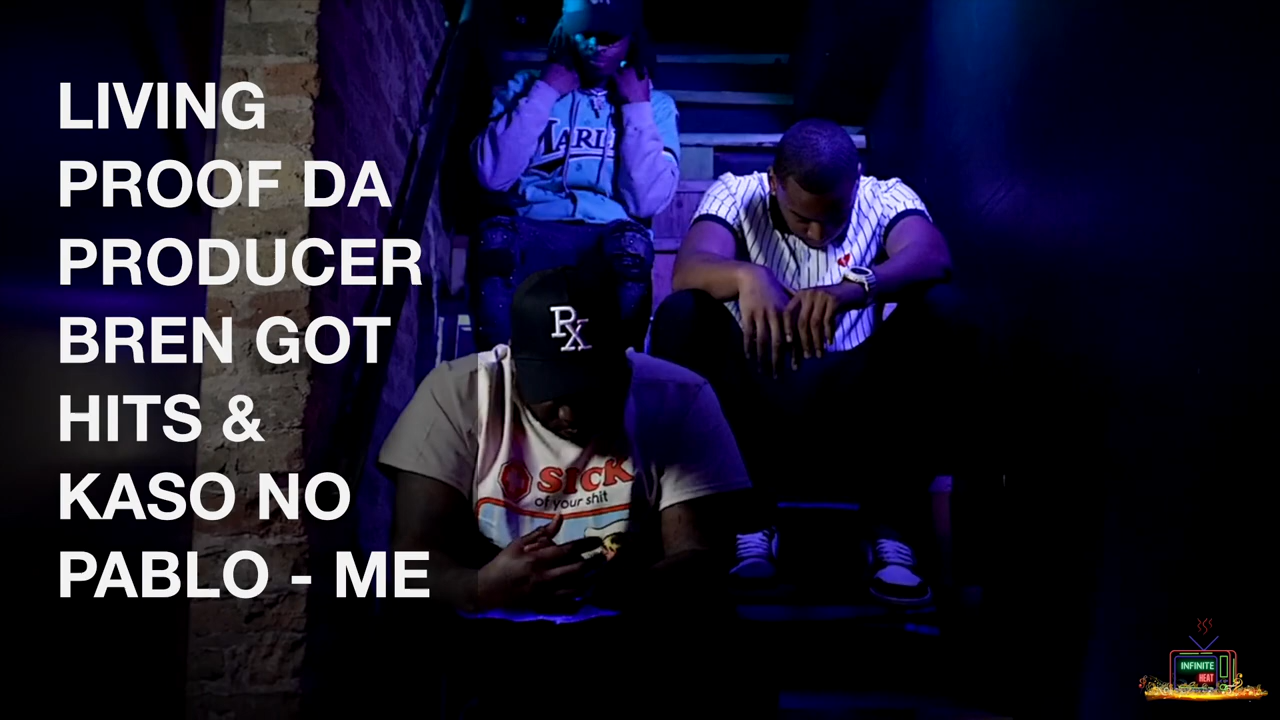 LIVING
PROOF DA
PRODUCER
BREN GOT
HITS &
KASO NO
PABLO - ME
RX
SICK
of your shit
INFINITE
HEAT